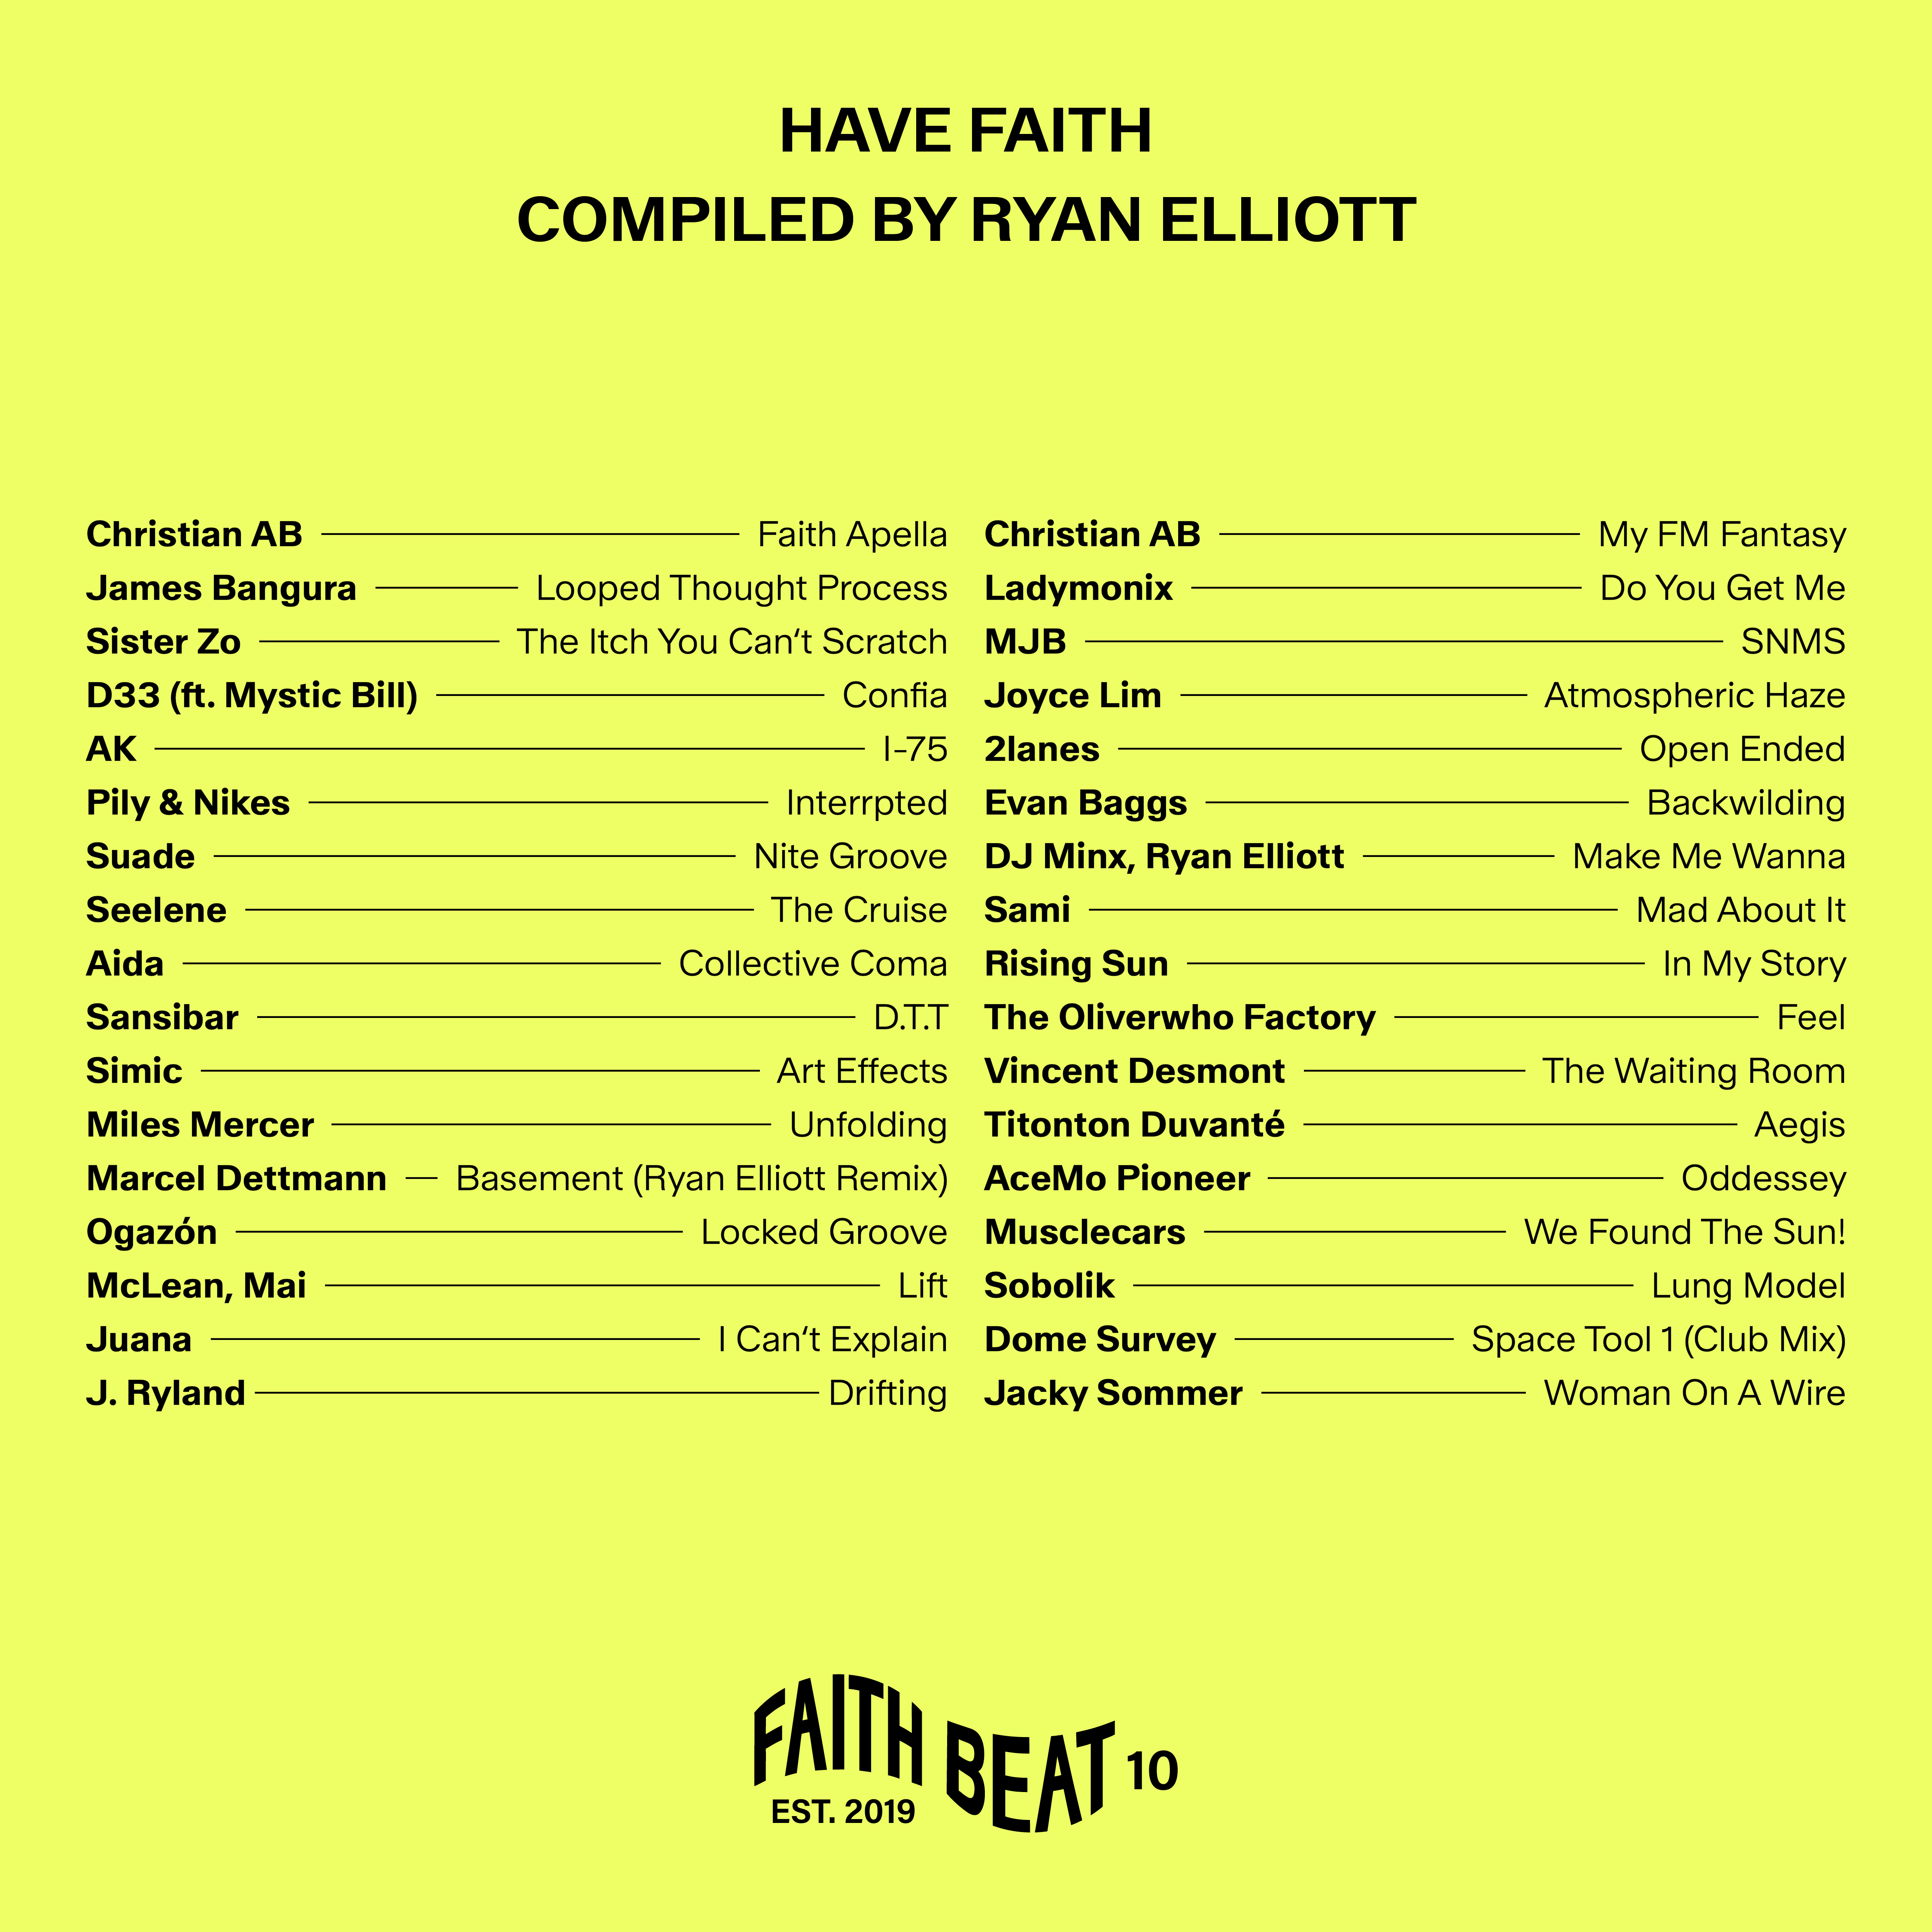 HAVE FAITH
COMPILED BY RYAN ELLIOTT
Christian AB Faith Apella
James Bangura Looped Thought Process
Sister Zo The Itch You Can‘t Scratch
D33 (ft. Mystic Bill) Confia
AK I-75
Pily & Nikes Interrpted
Suade Nite Groove
Seelene The Cruise
Aida Collective Coma
Sansibar D.T.T
Simic Art Effects
Miles Mercer Unfolding
Marcel Dettmann Basement (Ryan Elliott Remix)
Ogazón Locked Groove
McLean, Mai Lift
Juana I Can‘t Explain
J. Ryland Drifting
Christian AB My FM Fantasy
Ladymonix Do You Get Me
MJB SNMS
Joyce Lim Atmospheric Haze
2lanes Open Ended
Evan Baggs Backwilding
DJ Minx, Ryan Elliott Make Me Wanna
Sami Mad About It
Rising Sun In My Story
The Oliverwho Factory Feel
Vincent Desmont The Waiting Room
Titonton Duvanté Aegis
AceMo Pioneer Oddessey
Musclecars We Found The Sun!
Sobolik Lung Model
Dome Survey Space Tool 1 (Club Mix)
Jacky Sommer Woman On A Wire
FAITH BEAT 10
EST. 2019